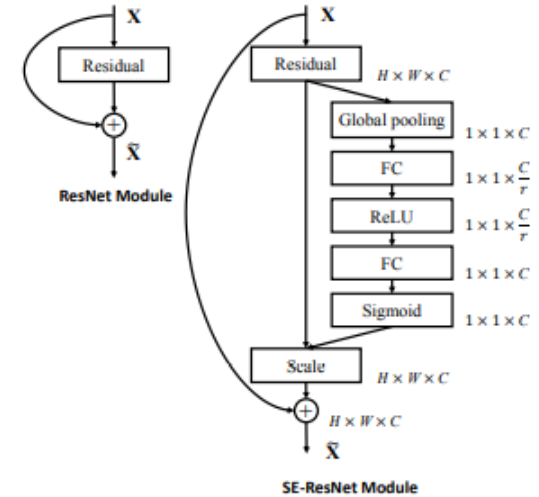 X
Residual
+
X̃
ResNet Module
X
Residual
H × W × C
Global pooling
1 × 1 × C
FC
1 × 1 × C/r
ReLU
1 × 1 × C/r
FC
1 × 1 × C
Sigmoid
1 × 1 × C
Scale
H × W × C
+
H × W × C
X̃
SE-ResNet Module